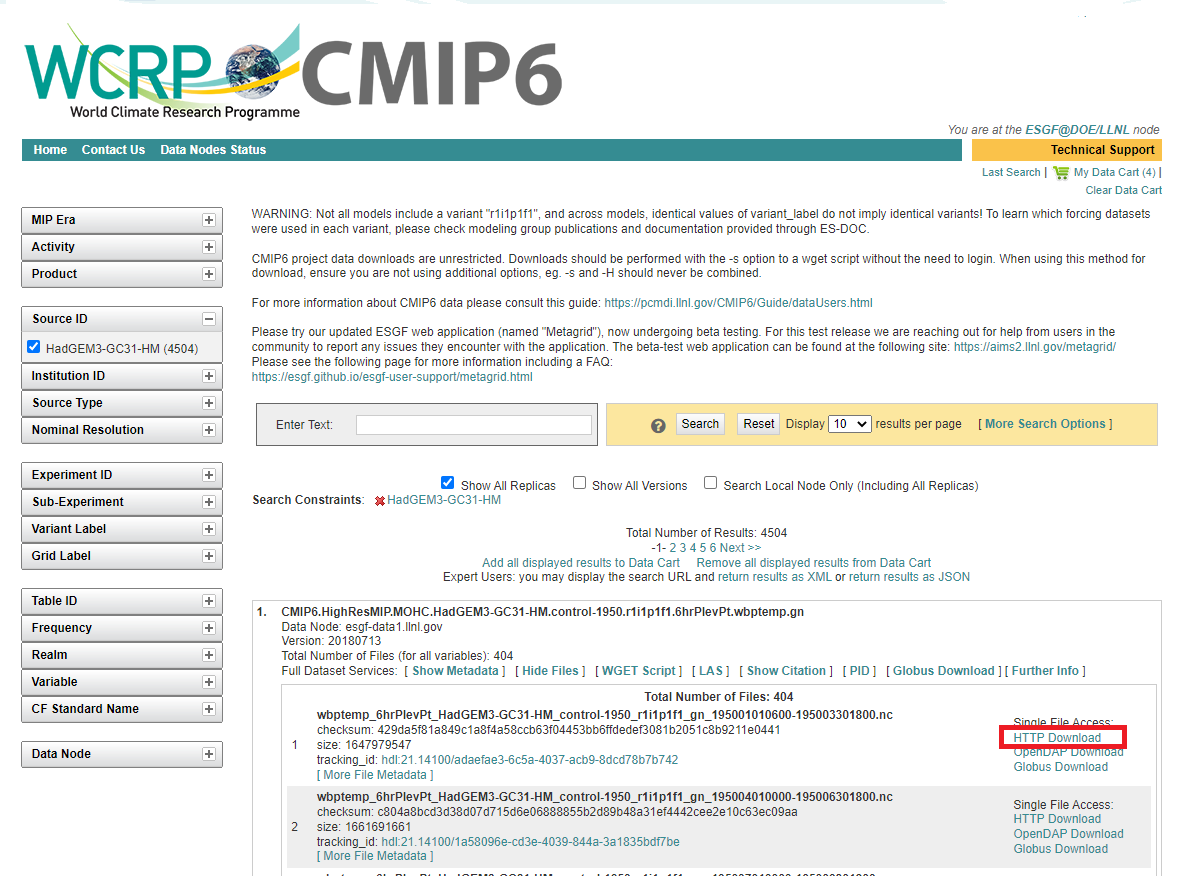 WCRP CMIP6
World Climate Research Programme
You are at the ESGF@DOE/LLNL node
Home Contact Us Data Nodes Status
Technical Support
Last Search | My Data Cart (4) |
Clear Data Cart
MIP Era
Activity
Product
Source ID
HadGEM3-GC31-HM (4504)
Institution ID
Source Type
Nominal Resolution
Experiment ID
Sub-Experiment
Variant Label
Grid Label
Table ID
Frequency
Realm
Variable
CF Standard Name
Data Node
WARNING: Not all models include a variant "r1i1p1f1", and across models, identical values of variant_label do not imply identical variants! To learn which forcing datasets
were used in each variant, please check modeling group publications and documentation provided through ES-DOC.
CMIP6 project data downloads are unrestricted. Downloads should be performed with the -s option to a wget script without the need to login. When using this method for
download, ensure you are not using additional options, eg. -s and -H should never be combined.
For more information about CMIP6 data please consult this guide: https://pcmdi.llnl.gov/CMIP6/Guide/dataUsers.html
Please try our updated ESGF web application (named "Metagrid"), now undergoing beta testing. For this test release we are reaching out for help from users in the
community to report any issues they encounter with the application. The beta-test web application can be found at the following site: https://aims2.llnl.gov/metagrid/
Please see the following page for more information including a FAQ:
https://esgf.github.io/esgf-user-support/metagrid.html
Enter Text:
? Search Reset Display 10 results per page [ More Search Options ]
Show All Replicas Show All Versions Search Local Node Only (Including All Replicas)
Search Constraints: HadGEM3-GC31-HM
Total Number of Results: 4504
-1- 2 3 4 5 6 Next >>
Add all displayed results to Data Cart Remove all displayed results from Data Cart
Expert Users: you may display the search URL and return results as XML or return results as JSON
1. CMIP6.HighResMIP.MOHC.HadGEM3-GC31-HM.control-1950.r1i1p1f1.6hrPlevPt.wbptemp.gn
Data Node: esgf-data1.llnl.gov
Version: 20180713
Total Number of Files (for all variables): 404
Full Dataset Services: [ Show Metadata ] [ Hide Files ] [ WGET Script ] [ LAS ] [ Show Citation ] [ PID ] [ Globus Download ] [ Further Info ]
Total Number of Files: 404
1
wbptemp_6hrPlevPt_HadGEM3-GC31-HM_control-1950_r1i1p1f1_gn_195001010600-195003301800.nc
checksum: 429da5f81a849c1a8f4a58ccb63f04453bb6ffdedef3081b2051c8b9211e0441
size: 1647979547
tracking_id: hdl:21.14100/adaefae3-6c5a-4037-acb9-8dcd78b7b742
[ More File Metadata ]
Single File Access:
HTTP Download
OpenDAP Download
Globus Download
2
wbptemp_6hrPlevPt_HadGEM3-GC31-HM_control-1950_r1i1p1f1_gn_195004010000-195006301800.nc
checksum: c804a8bcd3d38d07d715d6e06888855b2d89b48a31ef4442cee2e10c63ec09aa
size: 1661691661
tracking_id: hdl:21.14100/1a58096e-cd3e-4039-844a-3a1835bdf7be
[ More File Metadata ]
Single File Access:
HTTP Download
OpenDAP Download
Globus Download